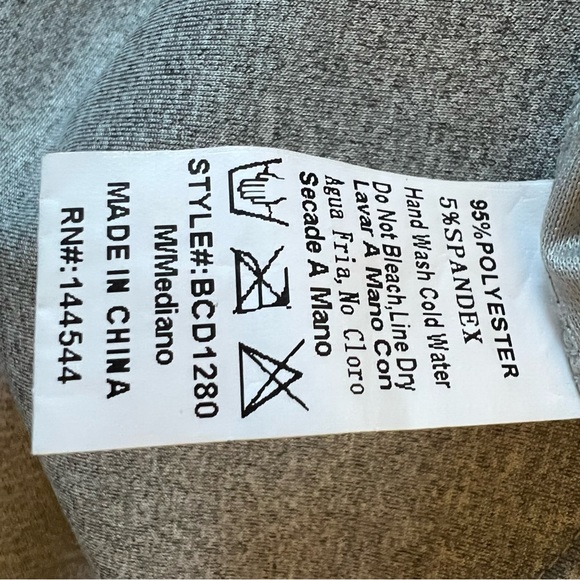 95%POLYESTER
5%SPANDEX
Hand Wash Cold Water
Do Not Bleach,Line Dry
Lavar A Mano Con
Agua Fria,No Cloro
Secade A Mano
STYLE#:BCD1280
M/Mediano
MADE IN CHINA
RN#:144544